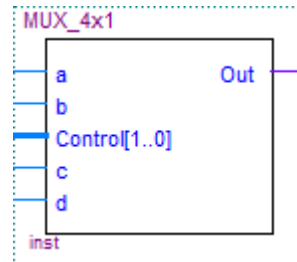 MUX_4x1
a Out
b
Control[1..0]
c
d
inst